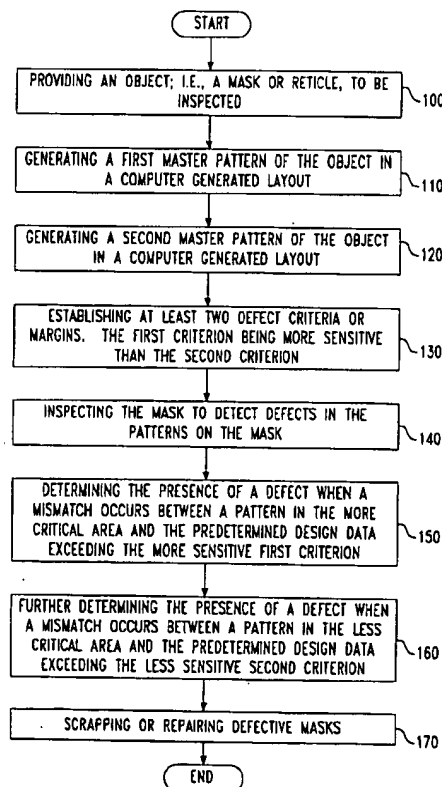 START
PROVIDING AN OBJECT; I.E., A MASK OR RETICLE, TO BE
INSPECTED
100
GENERATING A FIRST MASTER PATTERN OF THE OBJECT IN
A COMPUTER GENERATED LAYOUT
110
GENERATING A SECOND MASTER PATTERN OF THE OBJECT
IN A COMPUTER GENERATED LAYOUT
120
ESTABLISHING AT LEAST TWO DEFECT CRITERIA OR
MARGINS. THE FIRST CRITERION BEING MORE SENSITIVE
THAN THE SECOND CRITERION
130
INSPECTING THE MASK TO DETECT DEFECTS IN THE
PATTERNS ON THE MASK
140
DETERMINING THE PRESENCE OF A DEFECT WHEN A
MISMATCH OCCURS BETWEEN A PATTERN IN THE MORE
CRITICAL AREA AND THE PREDETERMINED DESIGN DATA
EXCEEDING THE MORE SENSITIVE FIRST CRITERION
150
FURTHER DETERMINING THE PRESENCE OF A DEFECT WHEN
A MISMATCH OCCURS BETWEEN A PATTERN IN THE LESS
CRITICAL AREA AND THE PREDETERMINED DESIGN DATA
EXCEEDING THE LESS SENSITIVE SECOND CRITERION
160
SCRAPPING OR REPAIRING DEFECTIVE MASKS
170
END